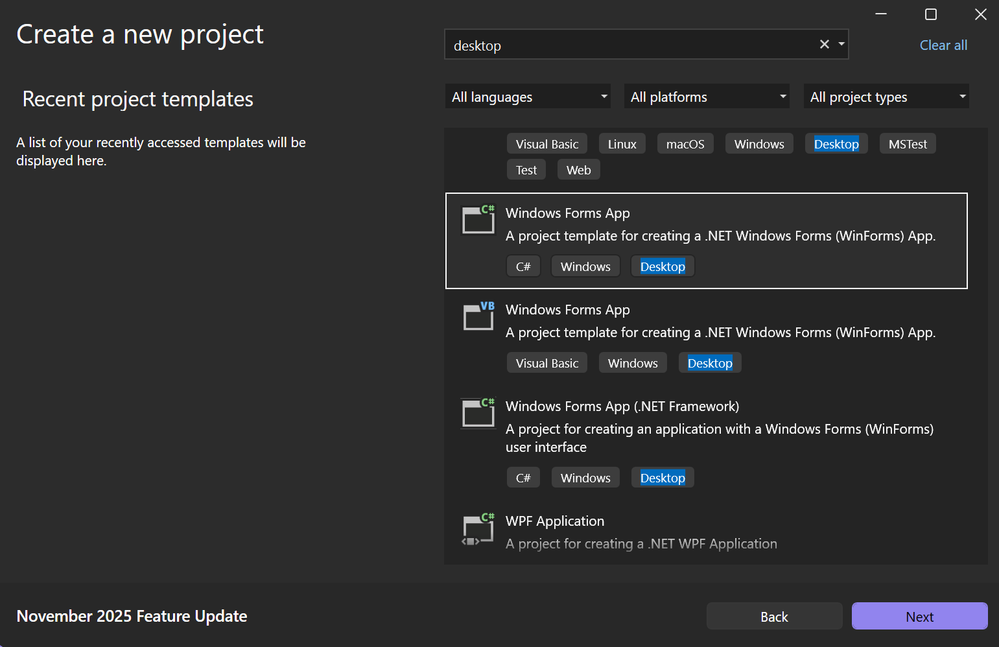 Create a new project
desktop
Clear all
Recent project templates
A list of your recently accessed templates will be
displayed here.
All languages
All platforms
All project types
Visual Basic Linux macOS Windows Desktop MSTest
Test Web
C#
Windows Forms App
A project template for creating a .NET Windows Forms (WinForms) App.
C# Windows Desktop
VB
Windows Forms App
A project template for creating a .NET Windows Forms (WinForms) App.
Visual Basic Windows Desktop
C#
Windows Forms App (.NET Framework)
A project for creating an application with a Windows Forms (WinForms)
user interface
C# Windows Desktop
C#
WPF Application
A project for creating a .NET WPF Application
November 2025 Feature Update
Back
Next